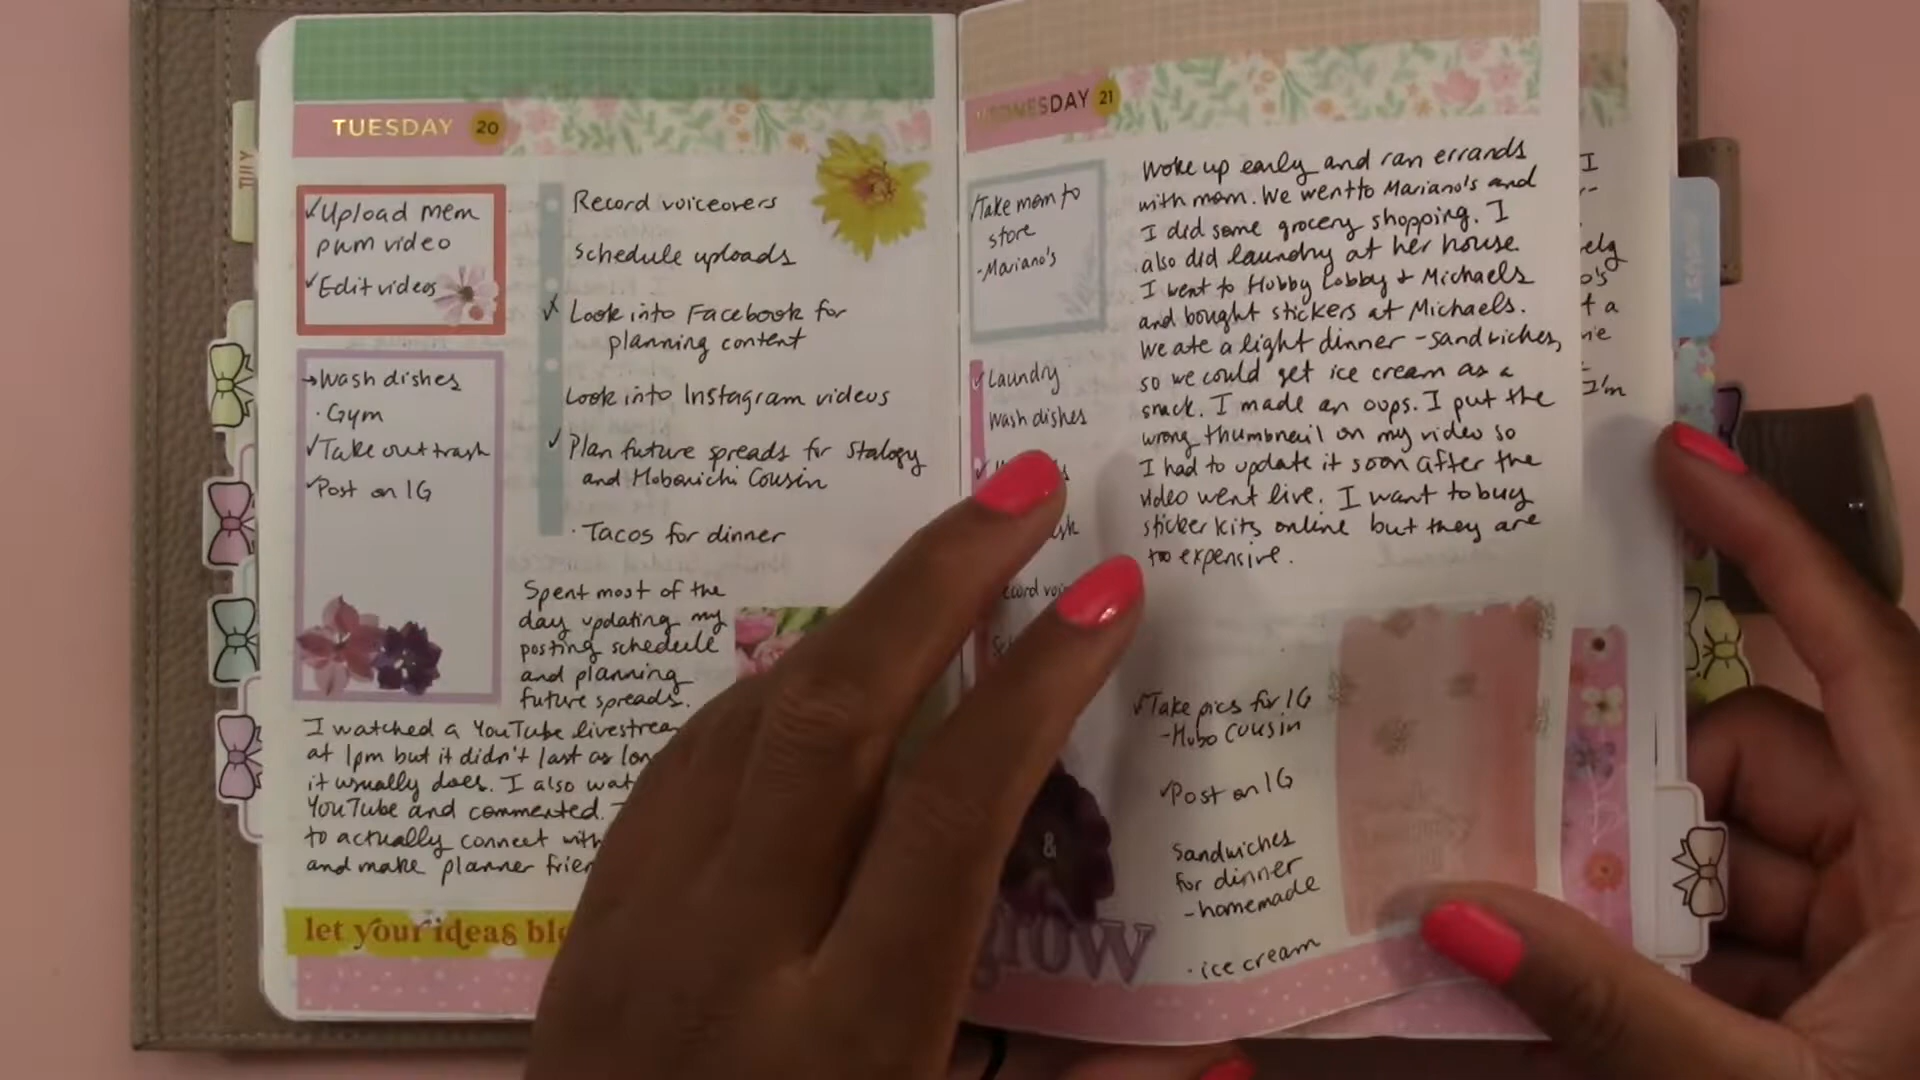 TUESDAY 20
✓Upload mem
pum video
✓Edit videos
→Wash dishes
· Gym
✓Take out trash
✓Post on IG
Record voiceovers
Schedule uploads
✗ Look into Facebook for
planning content
Look into Instagram videos
✓ Plan future spreads for Stalogy
and Hobonichi Cousin
· Tacos for dinner
Spent most of the
day updating my
posting schedule
and planning
future spreads.
I watched a YouTube
at 1pm but it didn't last as
it usually does. I also
YouTube and commented.
to actually connect
and make planner
let your ideas
WEDNESDAY 21
✓Take mom to
store
-Mariano's
✓Laundry
Wash dishes
Woke up early and ran errands
with mom. We went to Mariano's and
I did some grocery shopping. I
also did laundry at her house.
I went to Hobby Lobby & Michaels
and bought stickers at Michaels.
We ate a light dinner - sandwiches,
so we could get ice cream as a
snack. I made an oops. I put the
wrong thumbnail on my video so
I had to update it soon after the
video went live. I want to buy
sticker kits online but they are
too expensive.
✓Take pics for IG
-Hobo Cousin
✓Post on IG
Sandwiches
for dinner
-homemade
· ice cream
&
grow
I
I'm